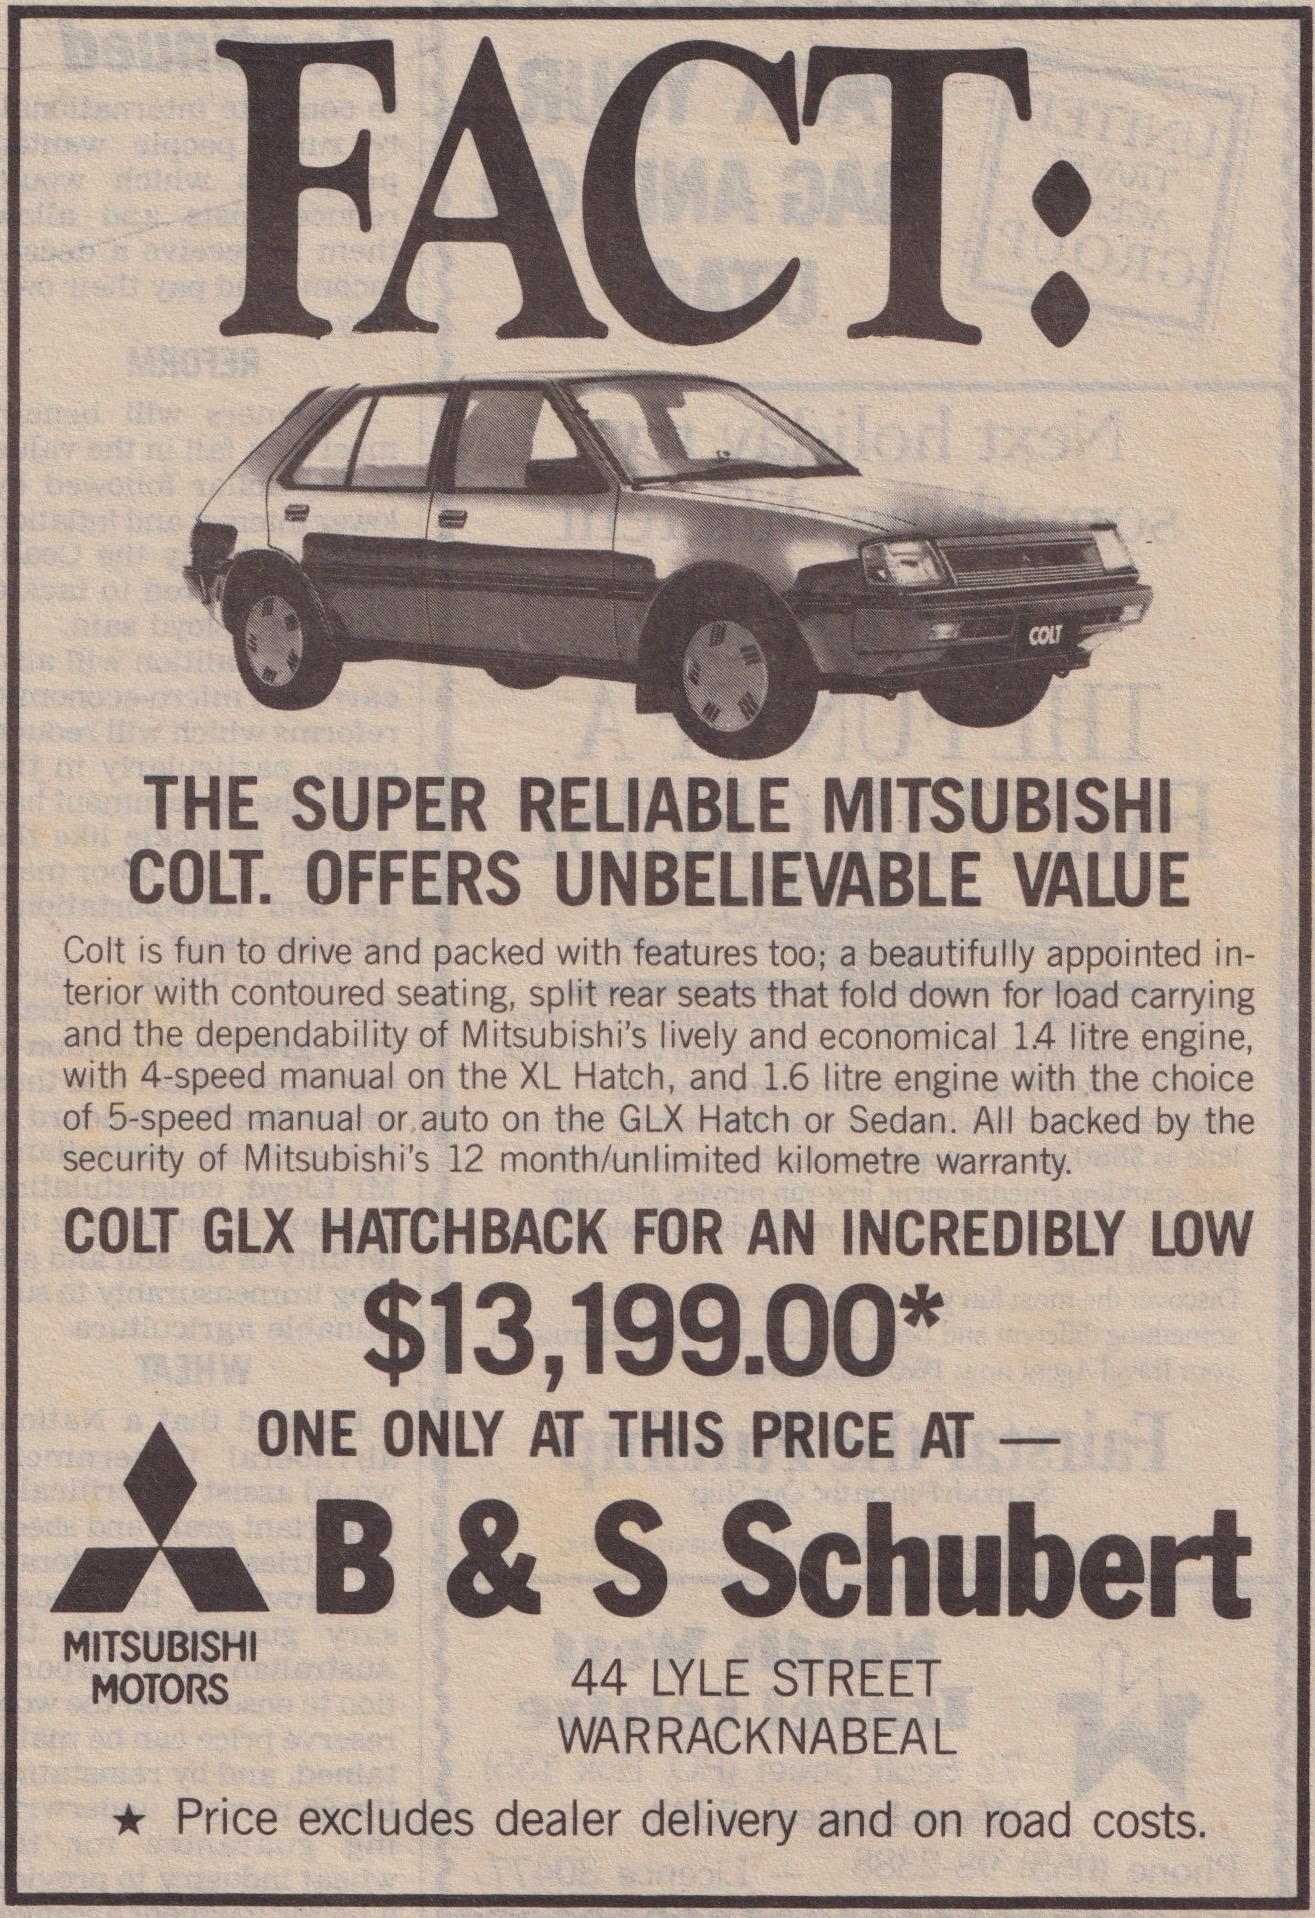 FACT:
COLT
THE SUPER RELIABLE MITSUBISHI
COLT. OFFERS UNBELIEVABLE VALUE
Colt is fun to drive and packed with features too; a beautifully appointed in-
terior with contoured seating, split rear seats that fold down for load carrying
and the dependability of Mitsubishi's lively and economical 1.4 litre engine,
with 4-speed manual on the XL Hatch, and 1.6 litre engine with the choice
of 5-speed manual or auto on the GLX Hatch or Sedan. All backed by the
security of Mitsubishi's 12 month/unlimited kilometre warranty.
COLT GLX HATCHBACK FOR AN INCREDIBLY LOW
$13,199.00*
ONE ONLY AT THIS PRICE AT —
B & S Schubert
MITSUBISHI
MOTORS
44 LYLE STREET
WARRACKNABEAL
★ Price excludes dealer delivery and on road costs.